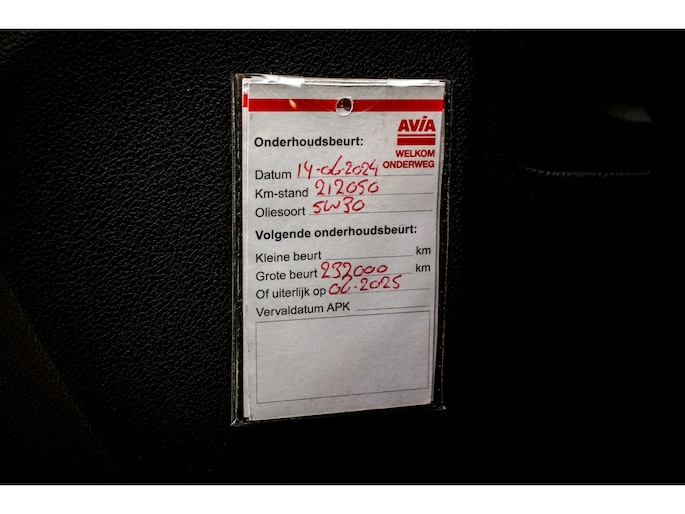 AVIA
WELKOM
ONDERWEG
Onderhoudsbeurt:
Datum 14-06-2024
Km-stand 212050
Oliesoort 5W30
Volgende onderhoudsbeurt:
Kleine beurt km
Grote beurt 232000 km
Of uiterlijk op 06-2025
Vervaldatum APK